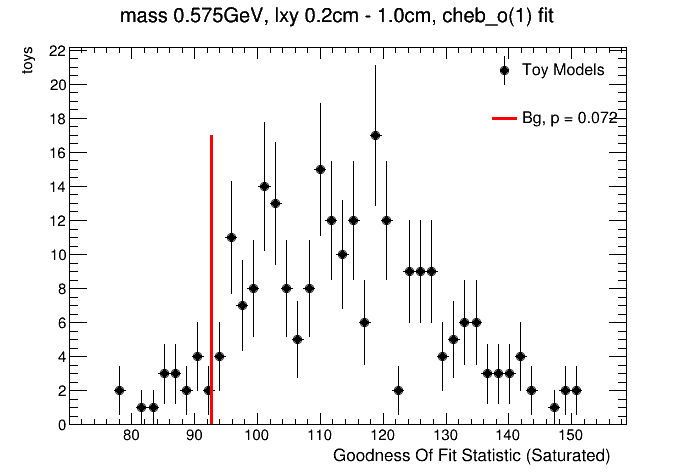 mass 0.575GeV, lxy 0.2cm - 1.0cm, cheb_o(1) fit
toys
22
20
18
16
14
12
10
8
6
4
2
0
Toy Models
Bg, p = 0.072
80 90 100 110 120 130 140 150
Goodness Of Fit Statistic (Saturated)